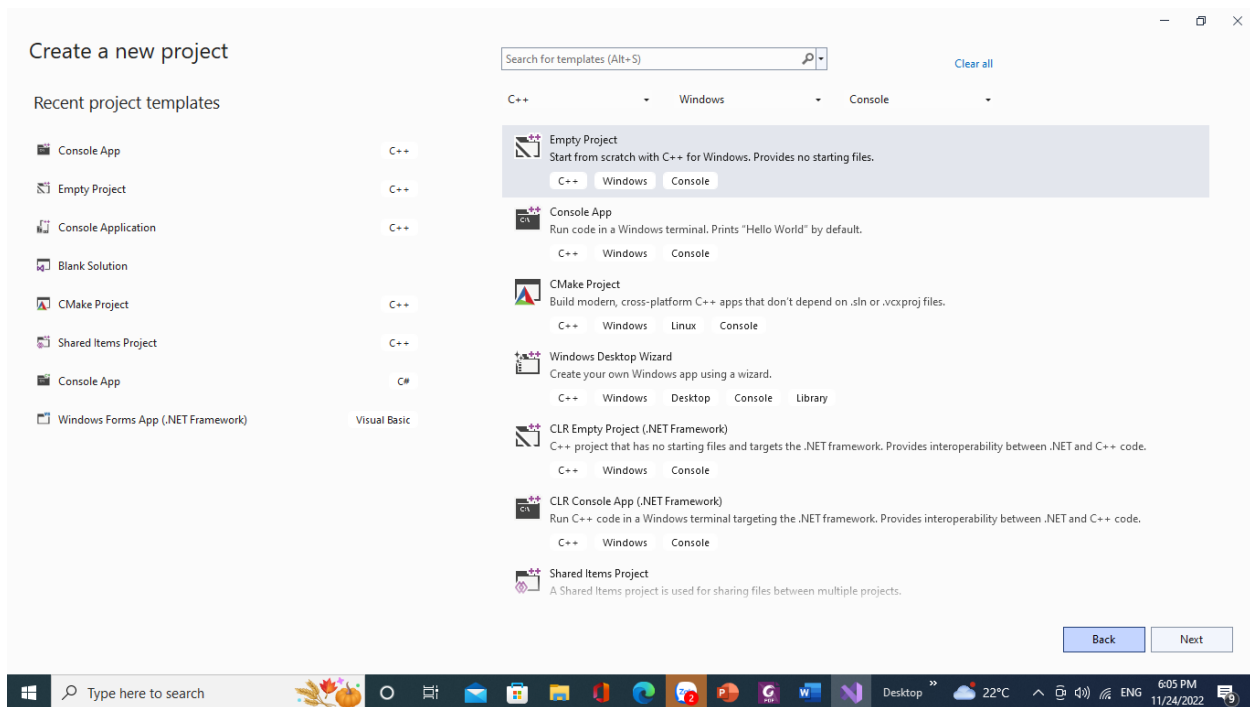 Create a new project
Search for templates (Alt+S)
Clear all
Recent project templates
C++
Windows
Console
Console App
C++
Empty Project
C++
Console Application
C++
Blank Solution
CMake Project
C++
Shared Items Project
C++
Console App
C#
Windows Forms App (.NET Framework)
Visual Basic
Empty Project
Start from scratch with C++ for Windows. Provides no starting files.
C++ Windows Console
Console App
Run code in a Windows terminal. Prints "Hello World" by default.
C++ Windows Console
CMake Project
Build modern, cross-platform C++ apps that don't depend on .sln or .vcxproj files.
C++ Windows Linux Console
Windows Desktop Wizard
Create your own Windows app using a wizard.
C++ Windows Desktop Console Library
CLR Empty Project (.NET Framework)
C++ project that has no starting files and targets the .NET framework. Provides interoperability between .NET and C++ code.
C++ Windows Console
CLR Console App (.NET Framework)
Run C++ code in a Windows terminal targeting the .NET framework. Provides interoperability between .NET and C++ code.
C++ Windows Console
Shared Items Project
A Shared Items project is used for sharing files between multiple projects.
Back
Next
Type here to search
Desktop
22°C
ENG
6:05 PM
11/24/2022